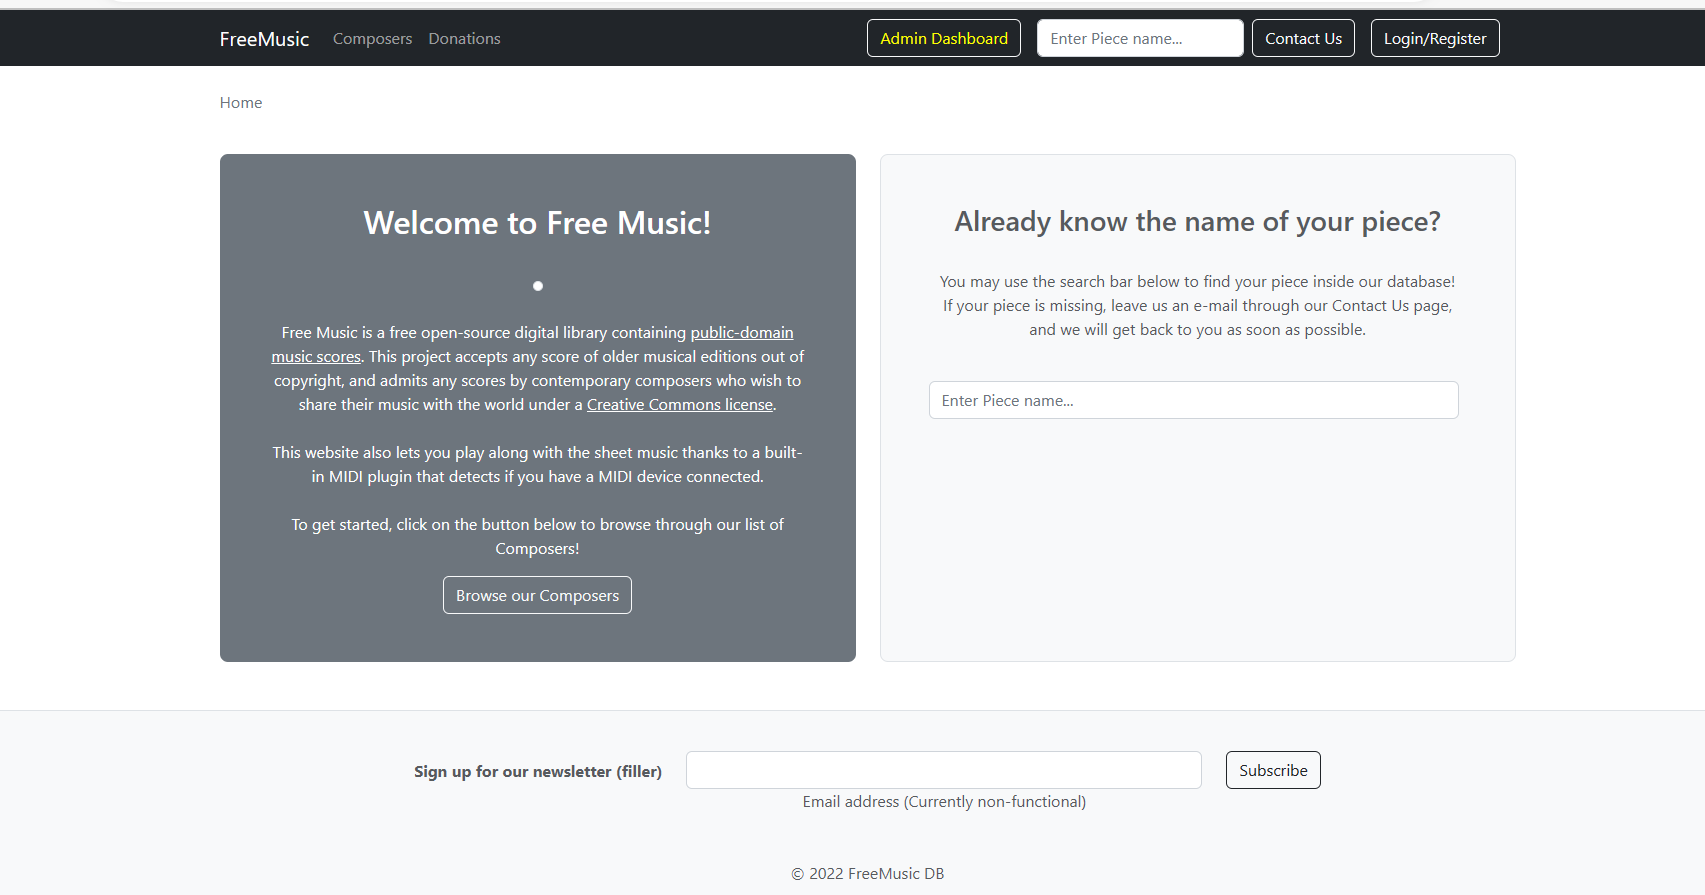 FreeMusic Composers Donations Admin Dashboard Enter Piece name... Contact Us Login/Register
Home
Welcome to Free Music!
Free Music is a free open-source digital library containing public-domain
music scores. This project accepts any score of older musical editions out of
copyright, and admits any scores by contemporary composers who wish to
share their music with the world under a Creative Commons license.
This website also lets you play along with the sheet music thanks to a built-
in MIDI plugin that detects if you have a MIDI device connected.
To get started, click on the button below to browse through our list of
Composers!
Browse our Composers
Already know the name of your piece?
You may use the search bar below to find your piece inside our database!
If your piece is missing, leave us an e-mail through our Contact Us page,
and we will get back to you as soon as possible.
Enter Piece name...
Sign up for our newsletter (filler) Subscribe
Email address (Currently non-functional)
© 2022 FreeMusic DB